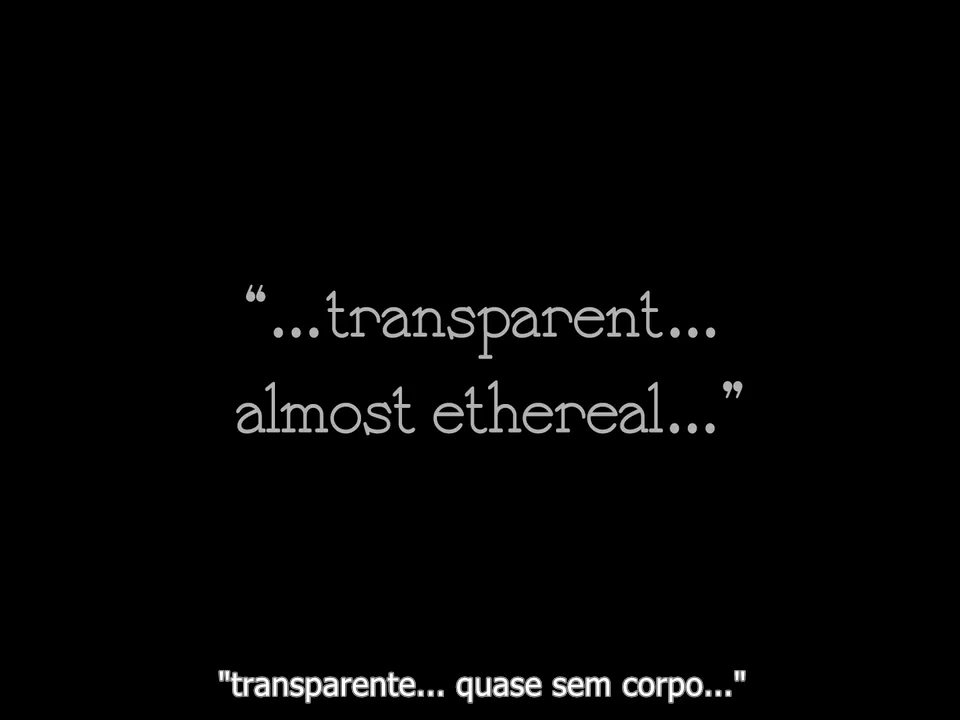 “...transparent...
almost ethereal...”
"transparente... quase sem corpo..."